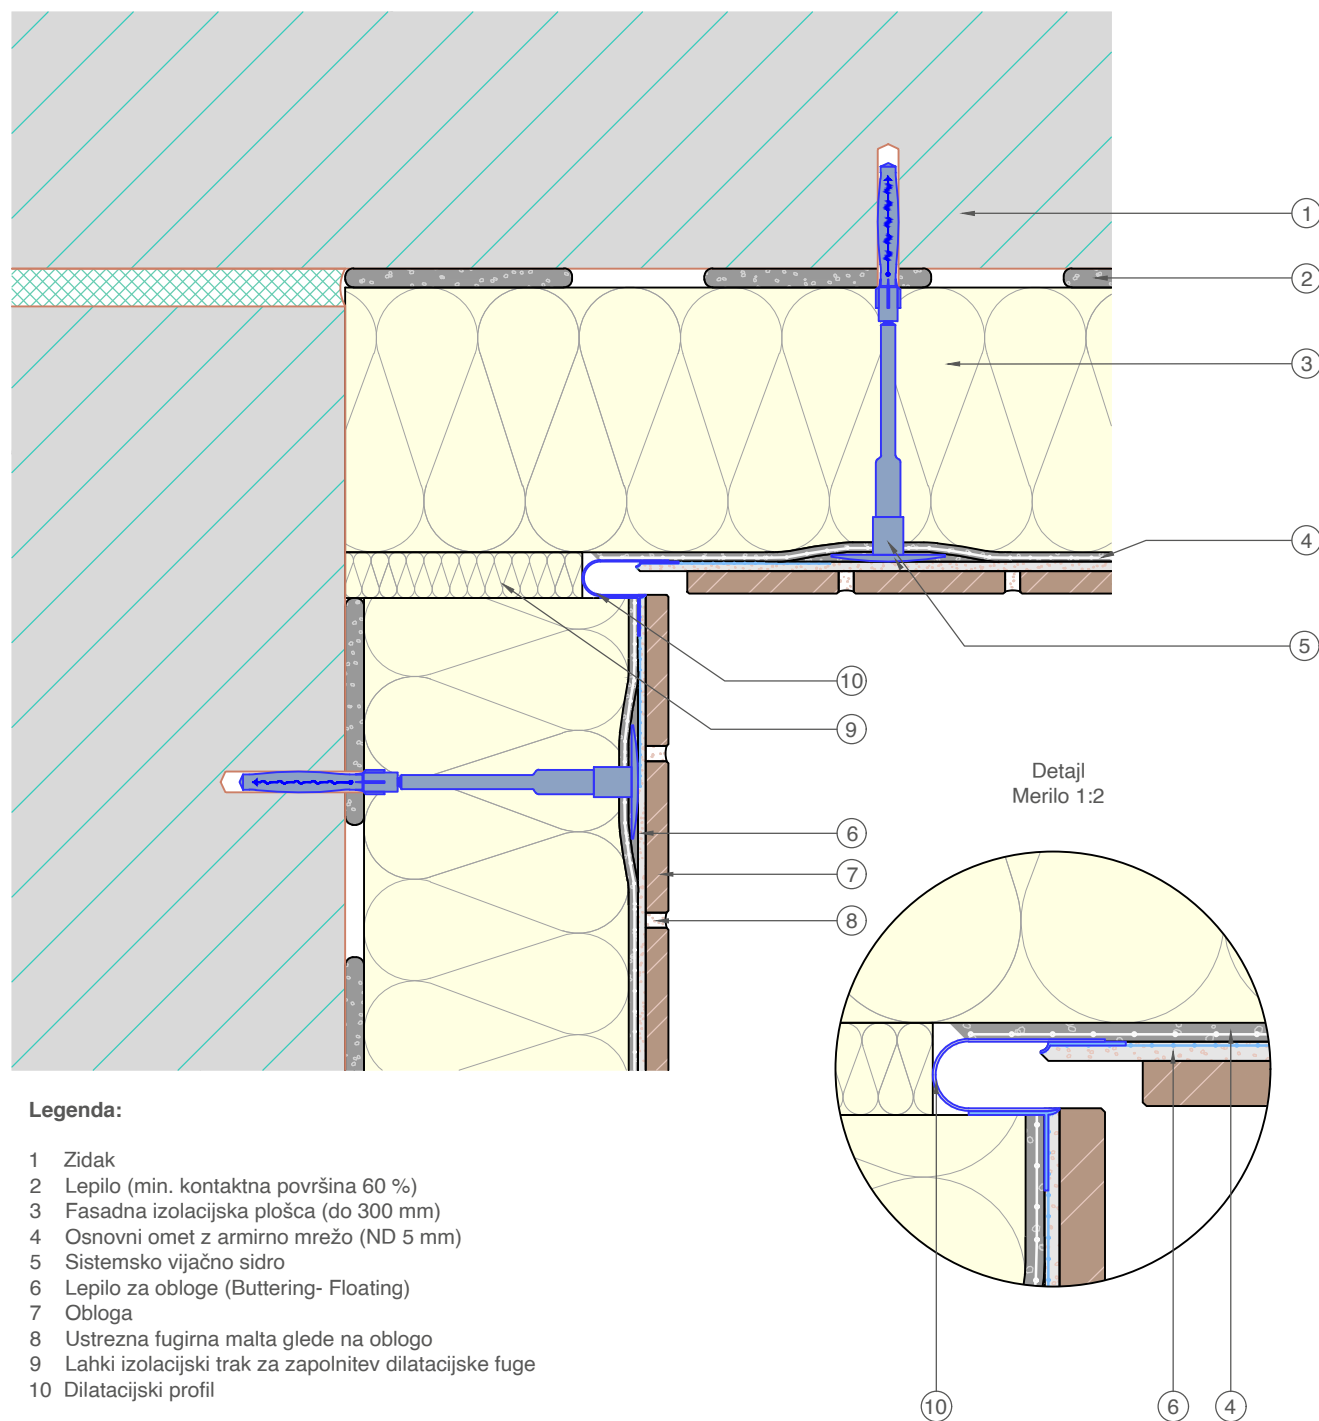 1
2
3
4
5
10
9
6
7
8
Detajl
Merilo 1:2
10
6
4
Legenda:
1 Zidak
2 Lepilo (min. kontaktna površina 60 %)
3 Fasadna izolacijska plošca (do 300 mm)
4 Osnovni omet z armirno mrežo (ND 5 mm)
5 Sistemsko vijačno sidro
6 Lepilo za obloge (Buttering- Floating)
7 Obloga
8 Ustrezna fugirna malta glede na oblogo
9 Lahki izolacijski trak za zapolnitev dilatacijske fuge
10 Dilatacijski profil